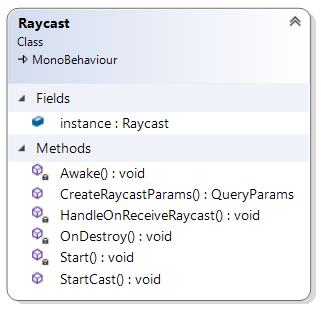 Raycast
Class
MonoBehaviour
Fields
instance : Raycast
Methods
Awake() : void
CreateRaycastParams() : QueryParams
HandleOnReceiveRaycast() : void
OnDestroy() : void
Start() : void
StartCast() : void